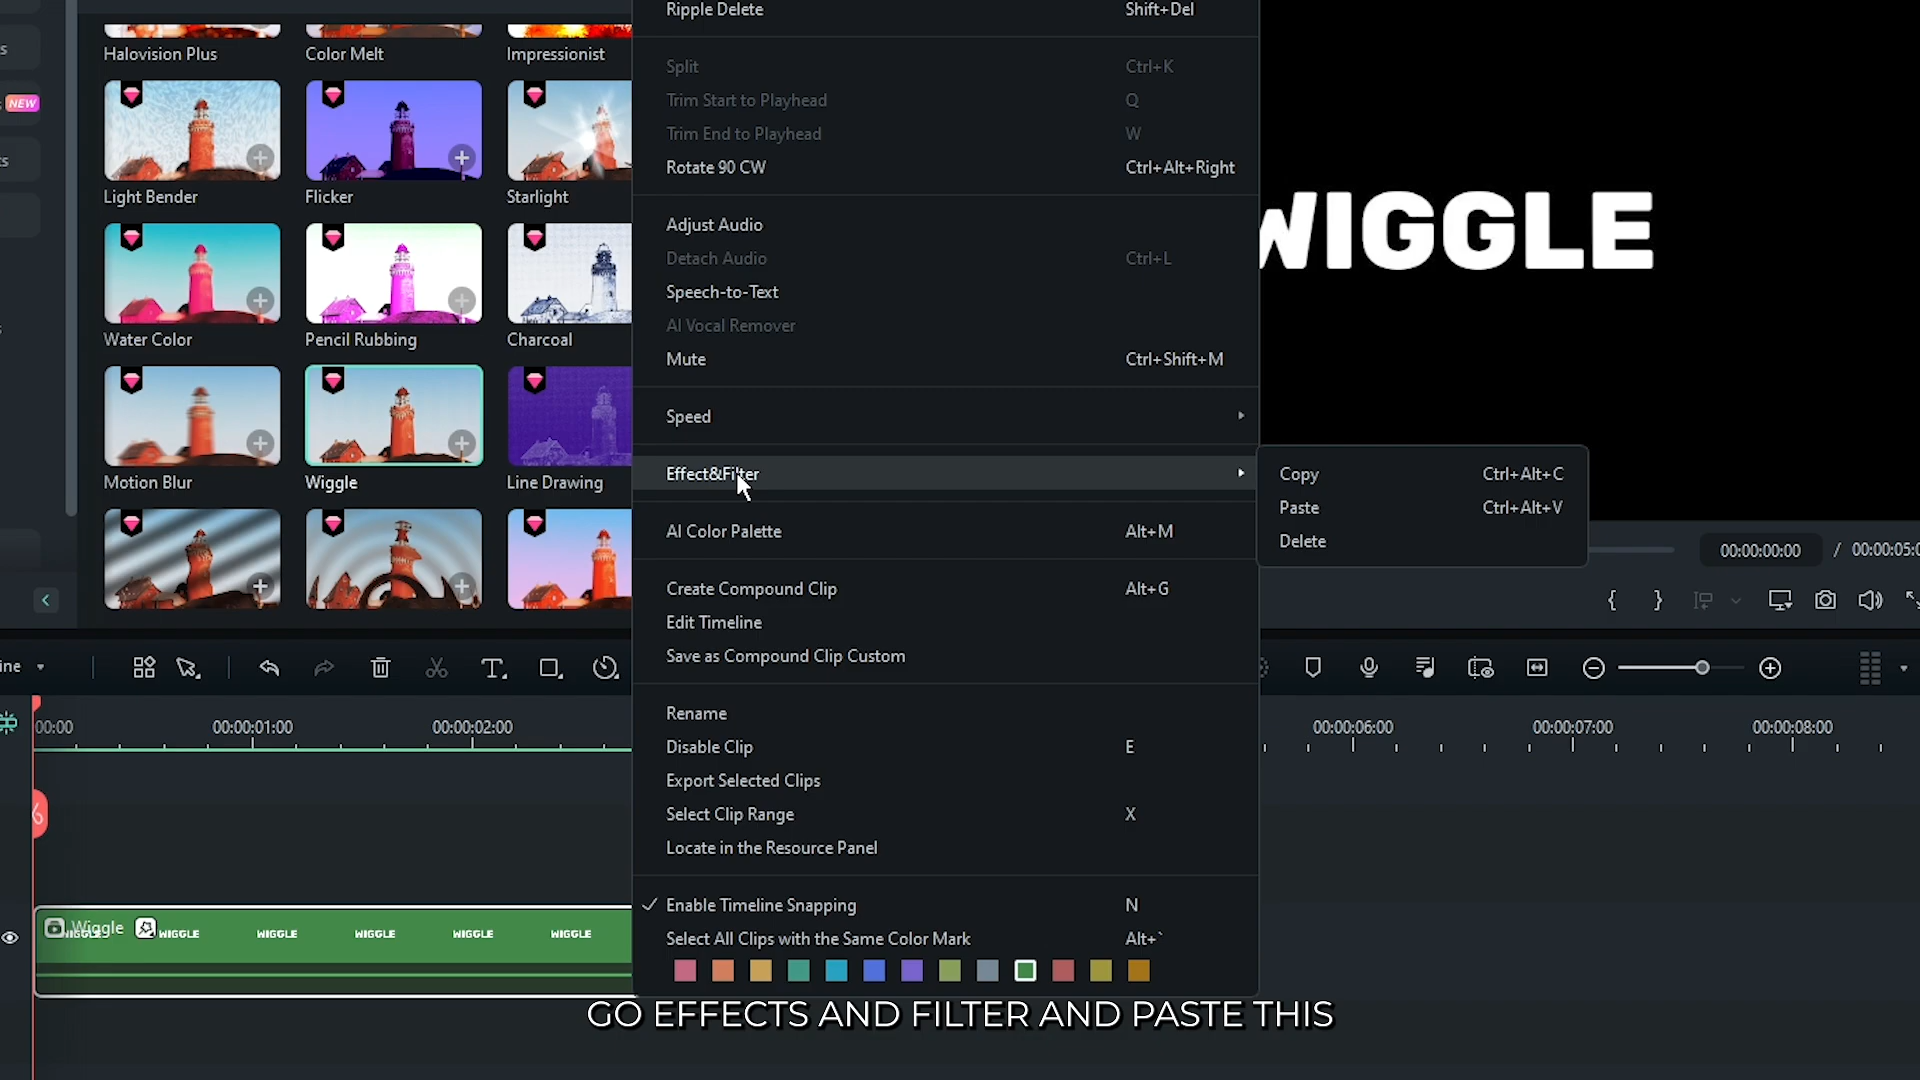 Halovision Plus
Color Melt
Impressionist
NEW
Light Bender
Flicker
Starlight
Water Color
Pencil Rubbing
Charcoal
Motion Blur
Wiggle
Line Drawing
Ripple Delete Shift+Del
Split Ctrl+K
Trim Start to Playhead Q
Trim End to Playhead W
Rotate 90 CW Ctrl+Alt+Right
Adjust Audio
Detach Audio Ctrl+L
Speech-to-Text
AI Vocal Remover
Mute Ctrl+Shift+M
Speed
Effect&Filter
AI Color Palette Alt+M
Create Compound Clip Alt+G
Edit Timeline
Save as Compound Clip Custom
Rename
Disable Clip E
Export Selected Clips
Select Clip Range X
Locate in the Resource Panel
Enable Timeline Snapping N
Select All Clips with the Same Color Mark Alt+`
Copy Ctrl+Alt+C
Paste Ctrl+Alt+V
Delete
WIGGLE
00:00:00:00 / 00:00:05:0
ine
00:00 00:00:01:00 00:00:02:00 00:00:06:00 00:00:07:00 00:00:08:00
Wiggle
WIGGLE WIGGLE WIGGLE WIGGLE WIGGLE
GO EFFECTS AND FILTER AND PASTE THIS